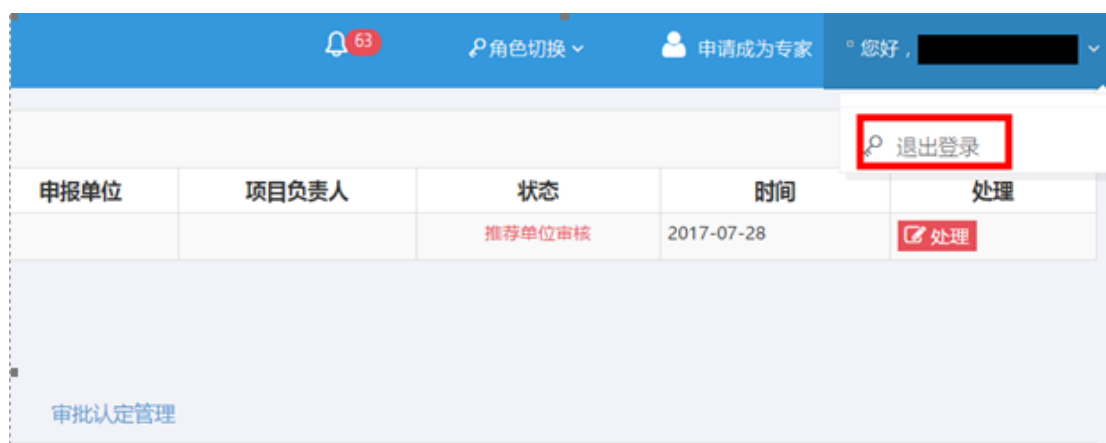 63 角色切换 申请成为专家 您好，
退出登录
申报单位 项目负责人 状态 时间 处理
推荐单位审核 2017-07-28 处理
审批认定管理